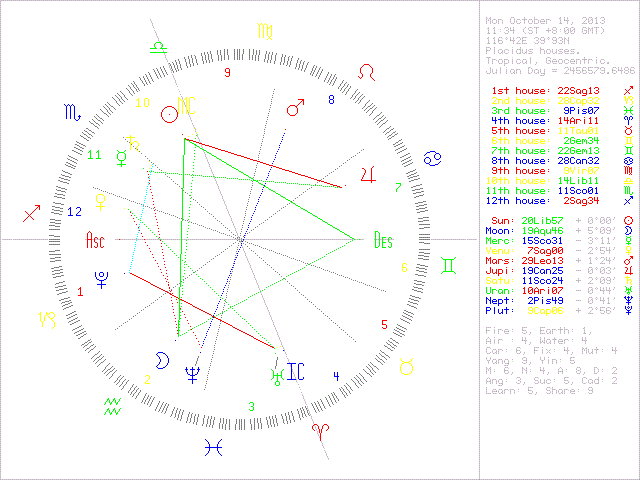 Mon October 14, 2013
11:34 (ST +8:00 GMT)
116°42E 39°93N
Placidus houses.
Tropical, Geocentric.
Julian Day = 2456579.6486
1st house: 22Sag13
2nd house: 28Cap32
3rd house: 9Pis07
4th house: 14Ari11
5th house: 11Tau01
6th house: 2Gem34
7th house: 22Gem13
8th house: 28Can32
9th house: 9Vir07
10th house: 14Lib11
11th house: 11Sco01
12th house: 2Sag34
Sun: 20Lib57 + 0°00'
Moon: 19Aqu46 + 5°09'
Merc: 15Sco31 - 3°11'
Venu: 7Sag00 - 2°54'
Mars: 29Leo13 + 1°24'
Jupi: 19Can25 - 0°03'
Satu: 11Sco24 + 2°09'
Uran: 10Ari07 - 0°44'
Nept: 2Pis49 - 0°41'
Plut: 9Cap08 + 2°56'
Fire: 5, Earth: 1,
Air : 4, Water: 4
Car: 6, Fix: 4, Mut: 4
Yang: 9, Yin: 5
M: 6, N: 4, A: 8, D: 2
Ang: 3, Suc: 5, Cad: 2
Learn: 5, Share: 9
9
10
MC
8
11
7
12
Asc
Des
6
1
5
2
IC
4
3